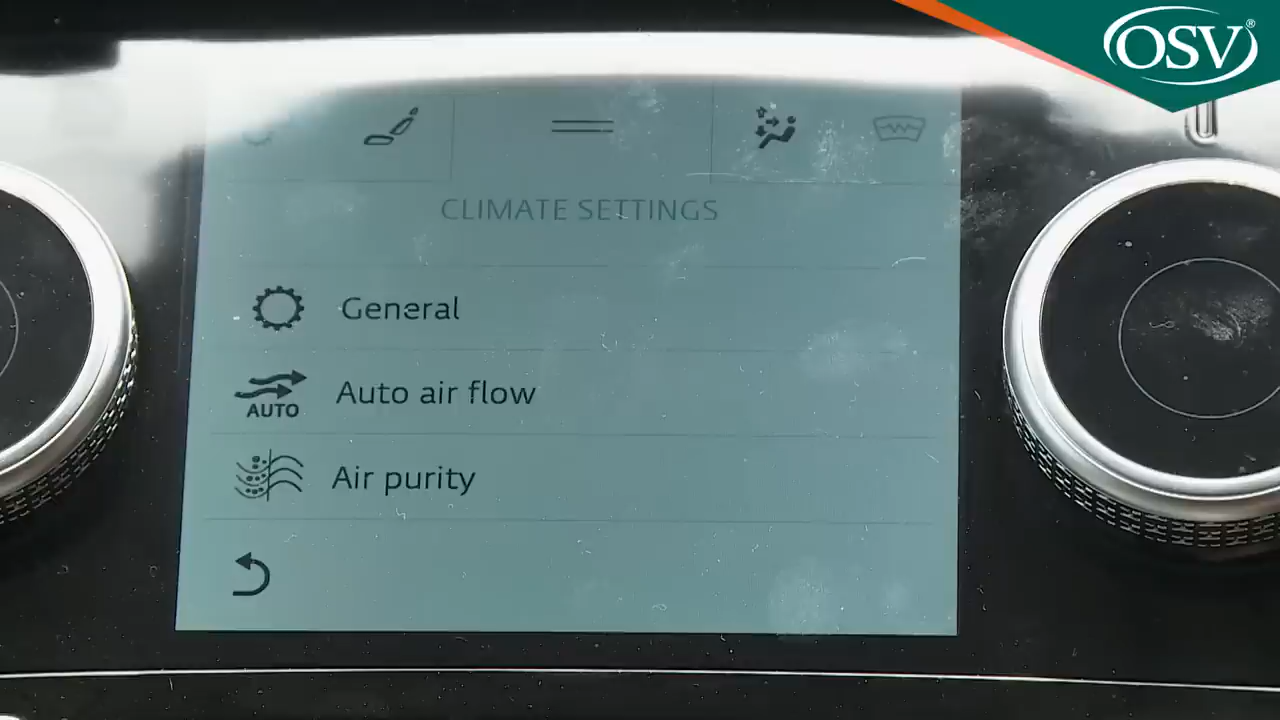 OSV®
CLIMATE SETTINGS
General
AUTO
Auto air flow
Air purity